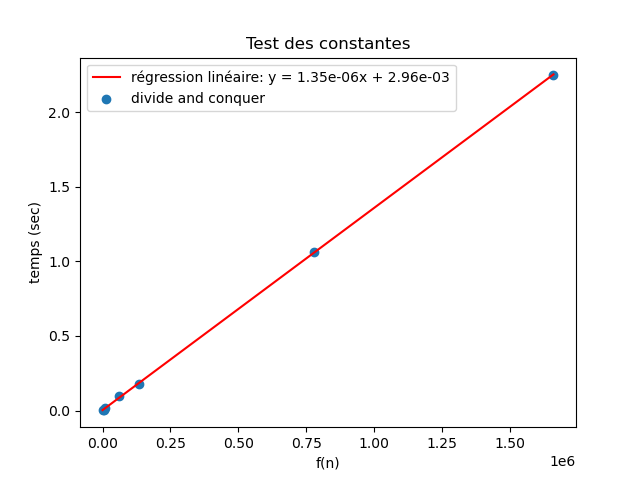 Test des constantes
régression linéaire: y = 1.35e-06x + 2.96e-03
divide and conquer
temps (sec)
2.0
1.5
1.0
0.5
0.0
0.00 0.25 0.50 0.75 1.00 1.25 1.50
1e6
f(n)